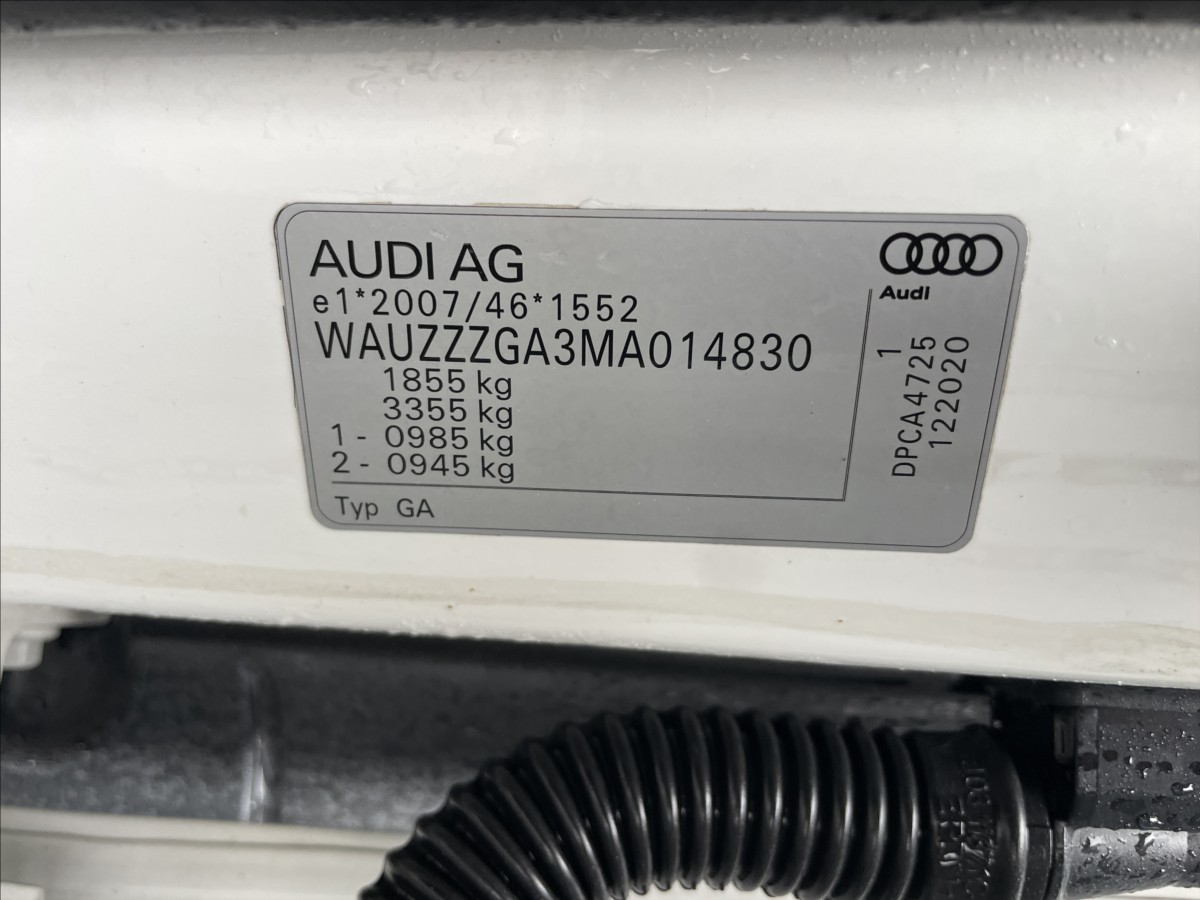 AUDI AG
e1*2007/46*1552
WAUZZZGA3MA014830
1855 kg
3355 kg
1 - 0985 kg
2 - 0945 kg
Typ GA
Audi
1
DPCA4725
122020